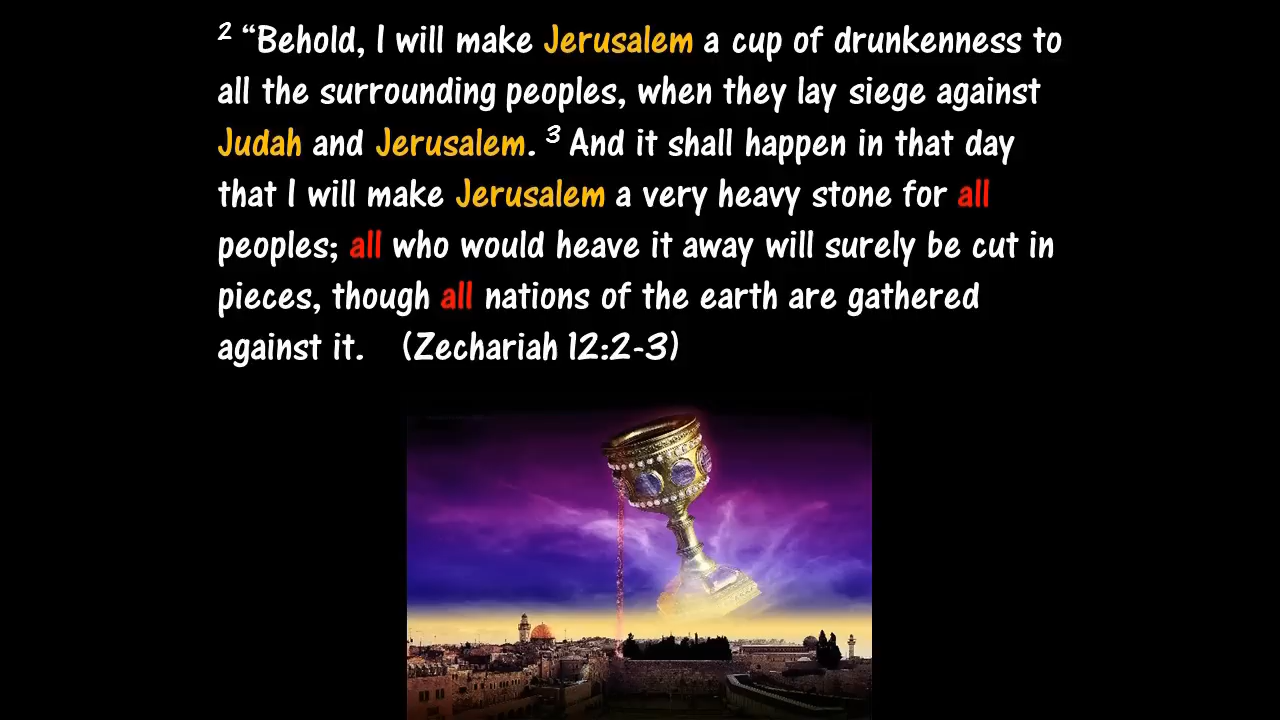 ² “Behold, I will make Jerusalem a cup of drunkenness to
all the surrounding peoples, when they lay siege against
Judah and Jerusalem. ³ And it shall happen in that day
that I will make Jerusalem a very heavy stone for all
peoples; all who would heave it away will surely be cut in
pieces, though all nations of the earth are gathered
against it. (Zechariah 12:2-3)